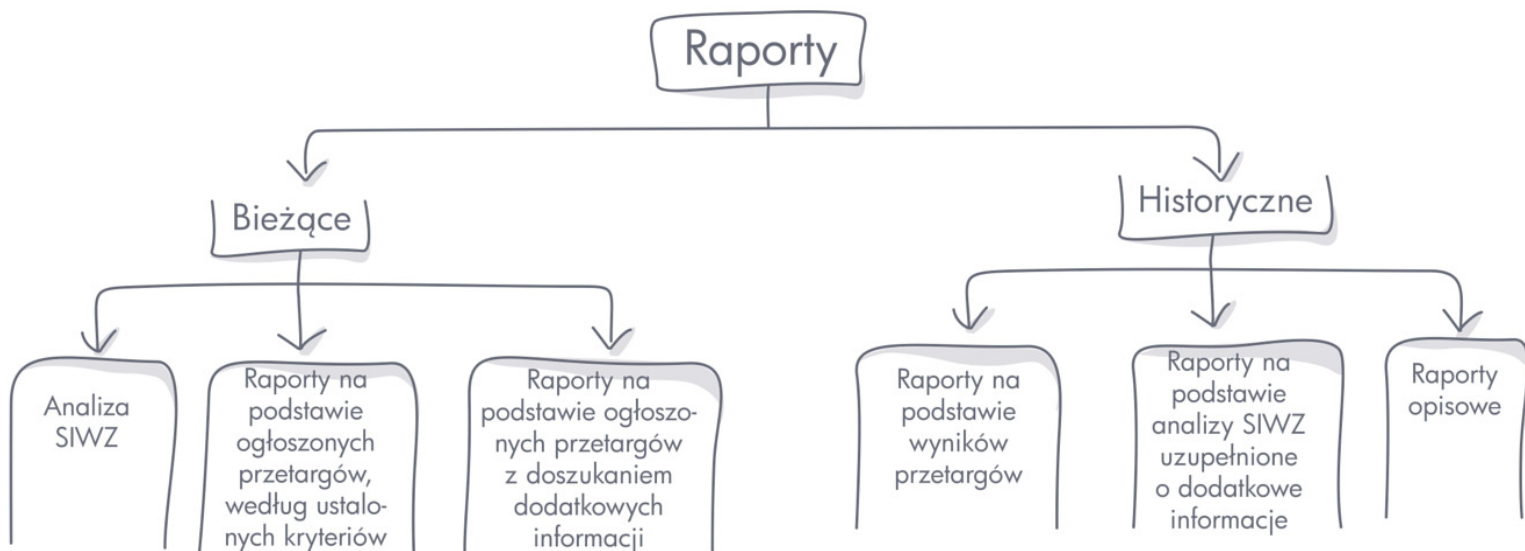 Raporty
Bieżące
Historyczne
Analiza
SIWZ
Raporty na
podstawie
ogłoszonych
przetargów,
według ustalo-
nych kryteriów
Raporty na
podstawie ogłoszo-
nych przetargów
z doszukaniem
dodatkowych
informacji
Raporty na
podstawie
wyników
przetargów
Raporty na
podstawie
analizy SIWZ
uzupełnione
o dodatkowe
informacje
Raporty
opisowe